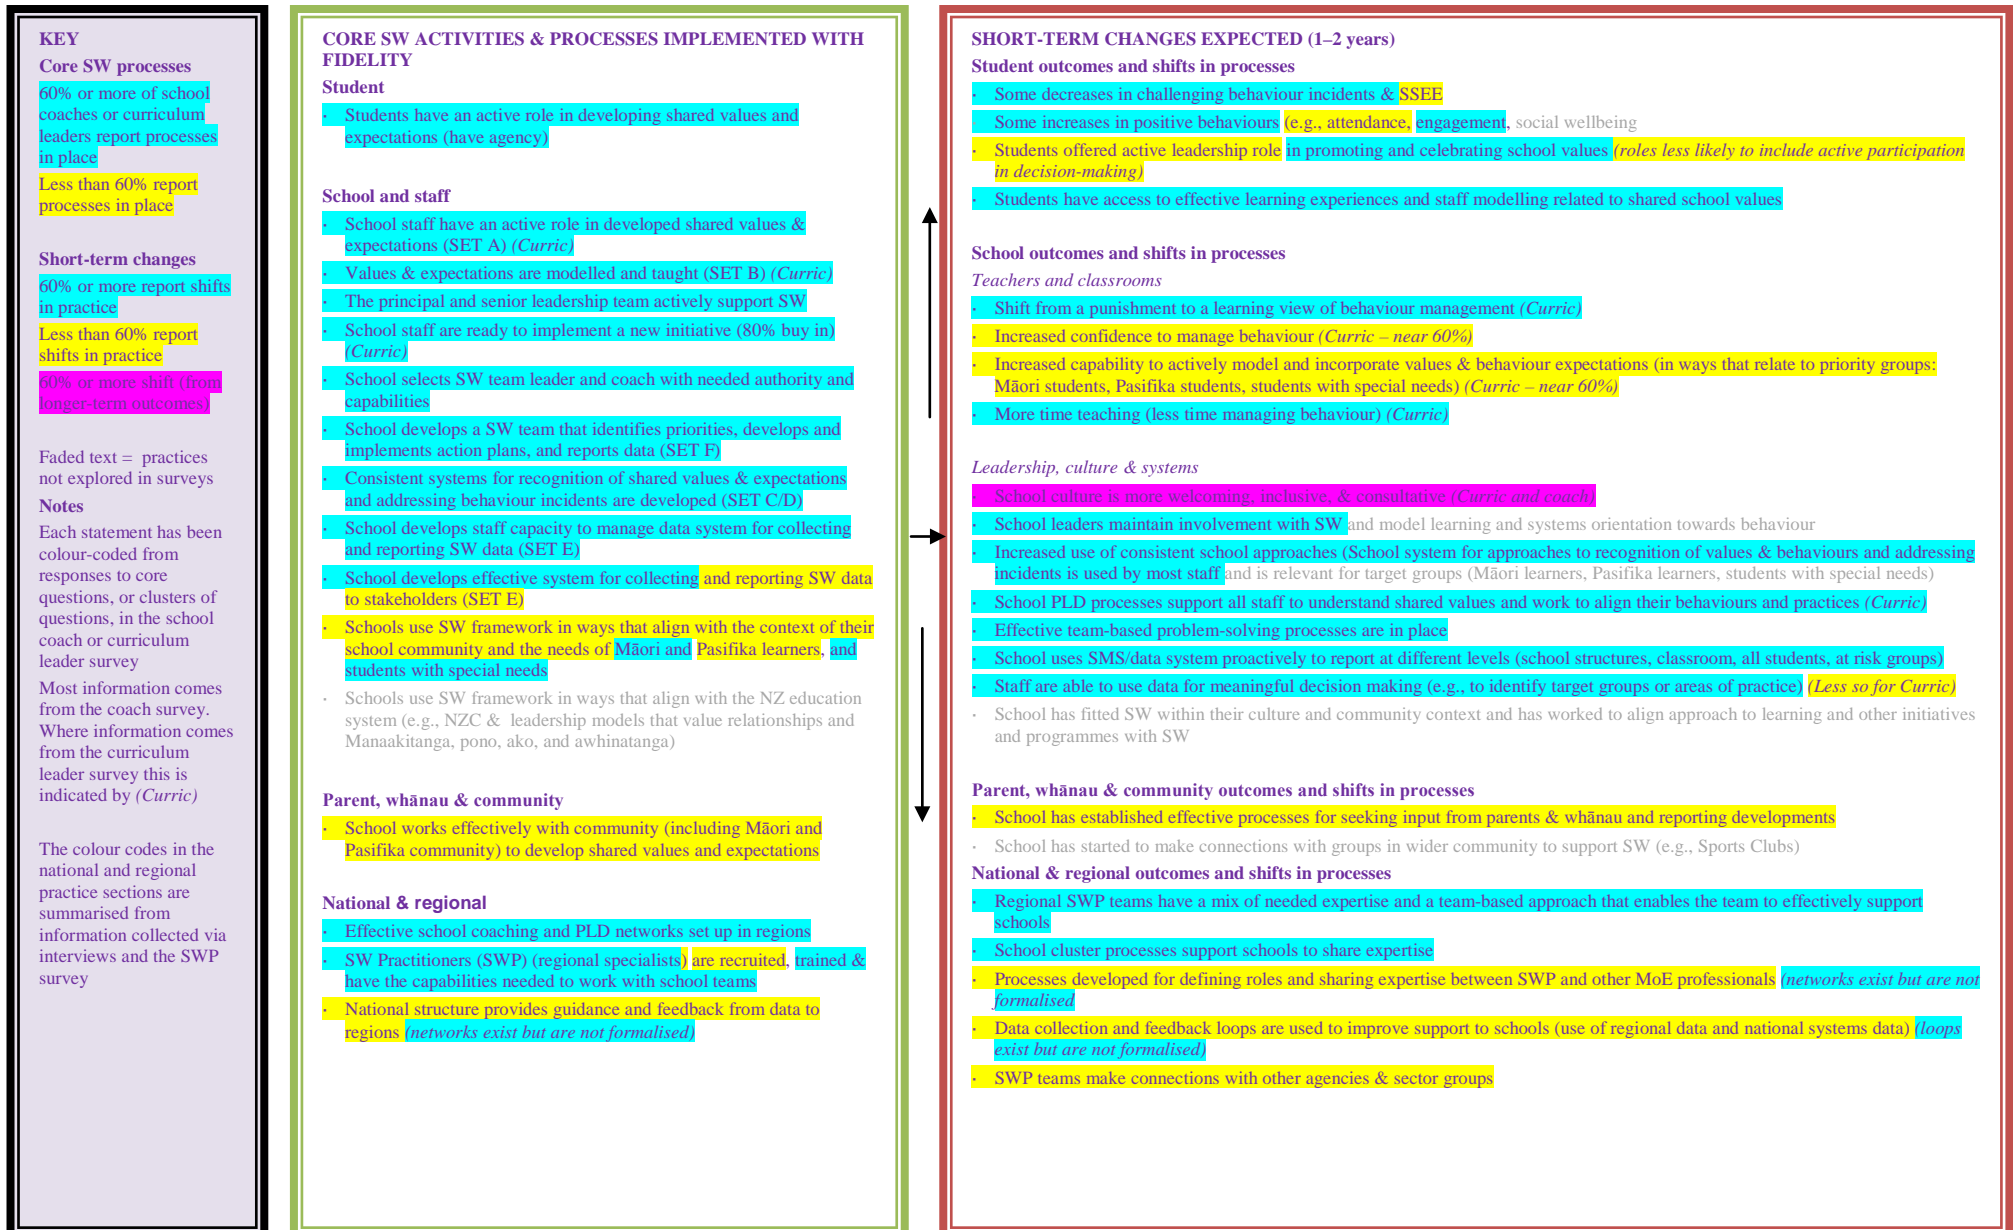 KEY
Core SW processes
60% or more of school
coaches or curriculum
leaders report processes
in place
Less than 60% report
processes in place
Short-term changes
60% or more report shifts
in practice
Less than 60% report
shifts in practice
60% or more shift (from
longer-term outcomes)
Faded text = practices
not explored in surveys
Notes
Each statement has been
colour-coded from
responses to core
questions, or clusters of
questions, in the school
coach or curriculum
leader survey
Most information comes
from the coach survey.
Where information comes
from the curriculum
leader survey this is
indicated by (Curric)
The colour codes in the
national and regional
practice sections are
summarised from
information collected via
interviews and the SWP
survey
CORE SW ACTIVITIES & PROCESSES IMPLEMENTED WITH
FIDELITY
Student
· Students have an active role in developing shared values and
expectations (have agency)
School and staff
· School staff have an active role in developed shared values &
expectations (SET A) (Curric)
· Values & expectations are modelled and taught (SET B) (Curric)
· The principal and senior leadership team actively support SW
· School staff are ready to implement a new initiative (80% buy in)
(Curric)
· School selects SW team leader and coach with needed authority and
capabilities
· School develops a SW team that identifies priorities, develops and
implements action plans, and reports data (SET F)
· Consistent systems for recognition of shared values & expectations
and addressing behaviour incidents are developed (SET C/D)
· School develops staff capacity to manage data system for collecting
and reporting SW data (SET E)
· School develops effective system for collecting and reporting SW data
to stakeholders (SET E)
· Schools use SW framework in ways that align with the context of their
school community and the needs of Māori and Pasifika learners, and
students with special needs
· Schools use SW framework in ways that align with the NZ education
system (e.g., NZC & leadership models that value relationships and
Manaakitanga, pono, ako, and awhinatanga)
Parent, whānau & community
· School works effectively with community (including Māori and
Pasifika community) to develop shared values and expectations
National & regional
· Effective school coaching and PLD networks set up in regions
· SW Practitioners (SWP) (regional specialists) are recruited, trained &
have the capabilities needed to work with school teams
· National structure provides guidance and feedback from data to
regions (networks exist but are not formalised)
SHORT-TERM CHANGES EXPECTED (1–2 years)
Student outcomes and shifts in processes
· Some decreases in challenging behaviour incidents & SSEE
· Some increases in positive behaviours (e.g., attendance, engagement, social wellbeing
· Students offered active leadership role in promoting and celebrating school values (roles less likely to include active participation
in decision-making)
· Students have access to effective learning experiences and staff modelling related to shared school values
School outcomes and shifts in processes
Teachers and classrooms
· Shift from a punishment to a learning view of behaviour management (Curric)
· Increased confidence to manage behaviour (Curric – near 60%)
· Increased capability to actively model and incorporate values & behaviour expectations (in ways that relate to priority groups:
Māori students, Pasifika students, students with special needs) (Curric – near 60%)
· More time teaching (less time managing behaviour) (Curric)
Leadership, culture & systems
· School culture is more welcoming, inclusive, & consultative (Curric and coach)
· School leaders maintain involvement with SW and model learning and systems orientation towards behaviour
· Increased use of consistent school approaches (School system for approaches to recognition of values & behaviours and addressing
incidents is used by most staff and is relevant for target groups (Māori learners, Pasifika learners, students with special needs)
· School PLD processes support all staff to understand shared values and work to align their behaviours and practices (Curric)
· Effective team-based problem-solving processes are in place
· School uses SMS/data system proactively to report at different levels (school structures, classroom, all students, at risk groups)
· Staff are able to use data for meaningful decision making (e.g., to identify target groups or areas of practice) (Less so for Curric)
· School has fitted SW within their culture and community context and has worked to align approach to learning and other initiatives
and programmes with SW
Parent, whānau & community outcomes and shifts in processes
· School has established effective processes for seeking input from parents & whānau and reporting developments
· School has started to make connections with groups in wider community to support SW (e.g., Sports Clubs)
National & regional outcomes and shifts in processes
· Regional SWP teams have a mix of needed expertise and a team-based approach that enables the team to effectively support
schools
· School cluster processes support schools to share expertise
· Processes developed for defining roles and sharing expertise between SWP and other MoE professionals (networks exist but are not
formalised
· Data collection and feedback loops are used to improve support to schools (use of regional data and national systems data) (loops
exist but are not formalised)
· SWP teams make connections with other agencies & sector groups